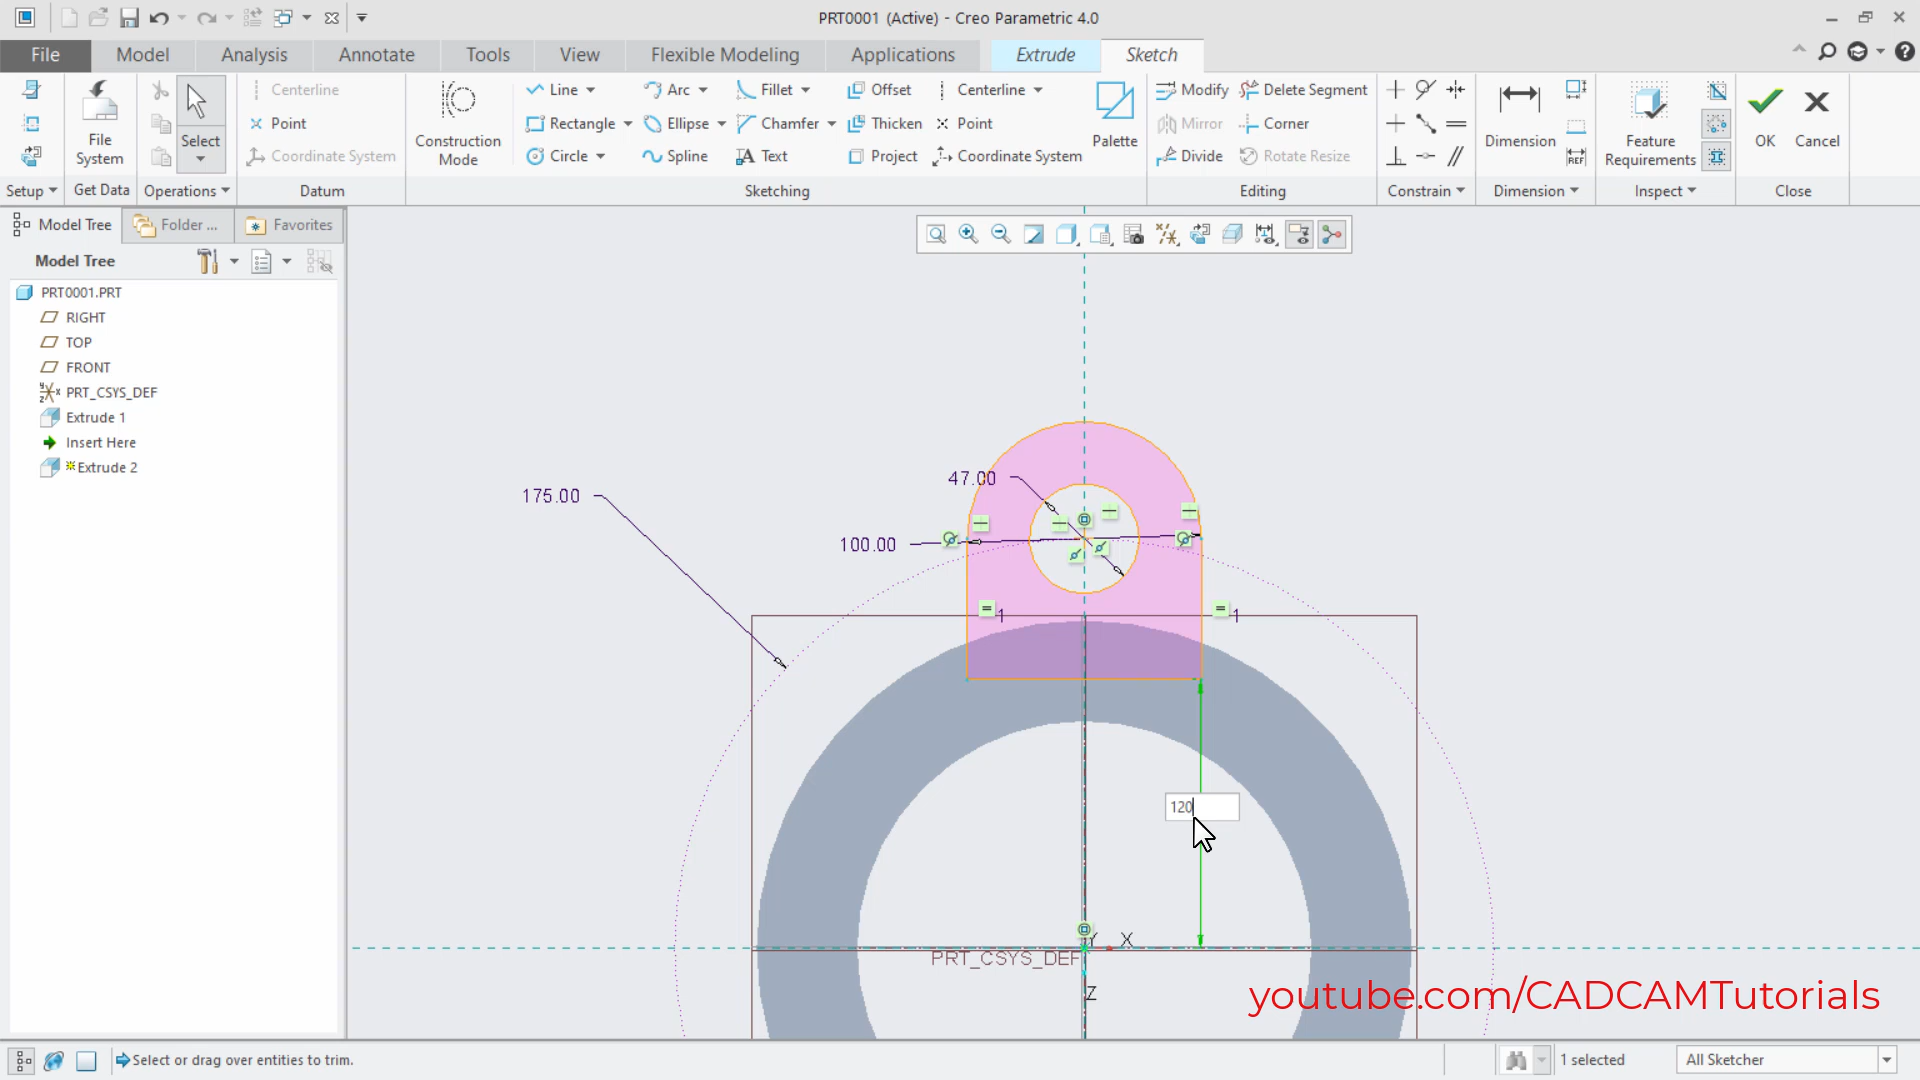 PRT0001 (Active) - Creo Parametric 4.0
File Model Analysis Annotate Tools View Flexible Modeling Applications Extrude Sketch
Centerline Line Arc Fillet Offset Centerline Modify Delete Segment
Point Rectangle Ellipse Chamfer Thicken Point Mirror Corner
Coordinate System Circle Spline Text Project Coordinate System Divide Rotate Resize
File System
Select
Construction Mode
Palette
Dimension
REF
Feature Requirements
OK
Cancel
Setup Get Data Operations Datum Sketching Editing Constrain Dimension Inspect Close
Model Tree Folder ... Favorites
Model Tree
PRT0001.PRT
RIGHT
TOP
FRONT
PRT_CSYS_DEF
Extrude 1
Insert Here
Extrude 2
47.00
175.00
100.00
1 1
120
Y X
PRT_CSYS_DEF
Z
youtube.com/CADCAMTutorials
Select or drag over entities to trim.
1 selected
All Sketcher